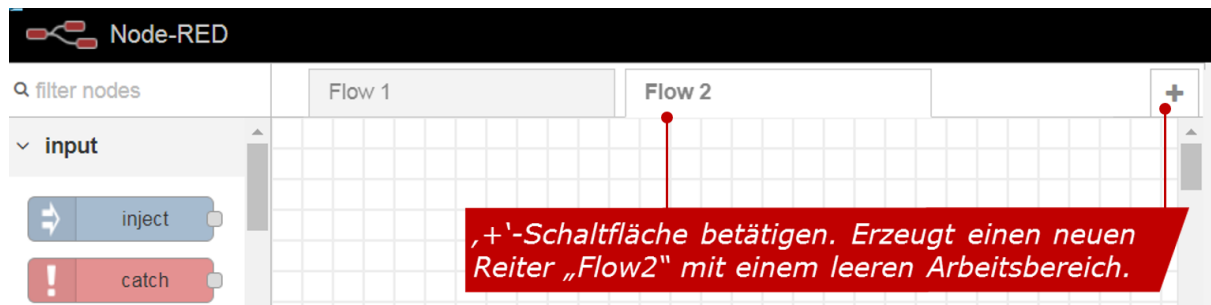 Node-RED
filter nodes
Flow 1
Flow 2
+
input
inject
catch
‚+‘-Schaltfläche betätigen. Erzeugt einen neuen
Reiter „Flow2“ mit einem leeren Arbeitsbereich.